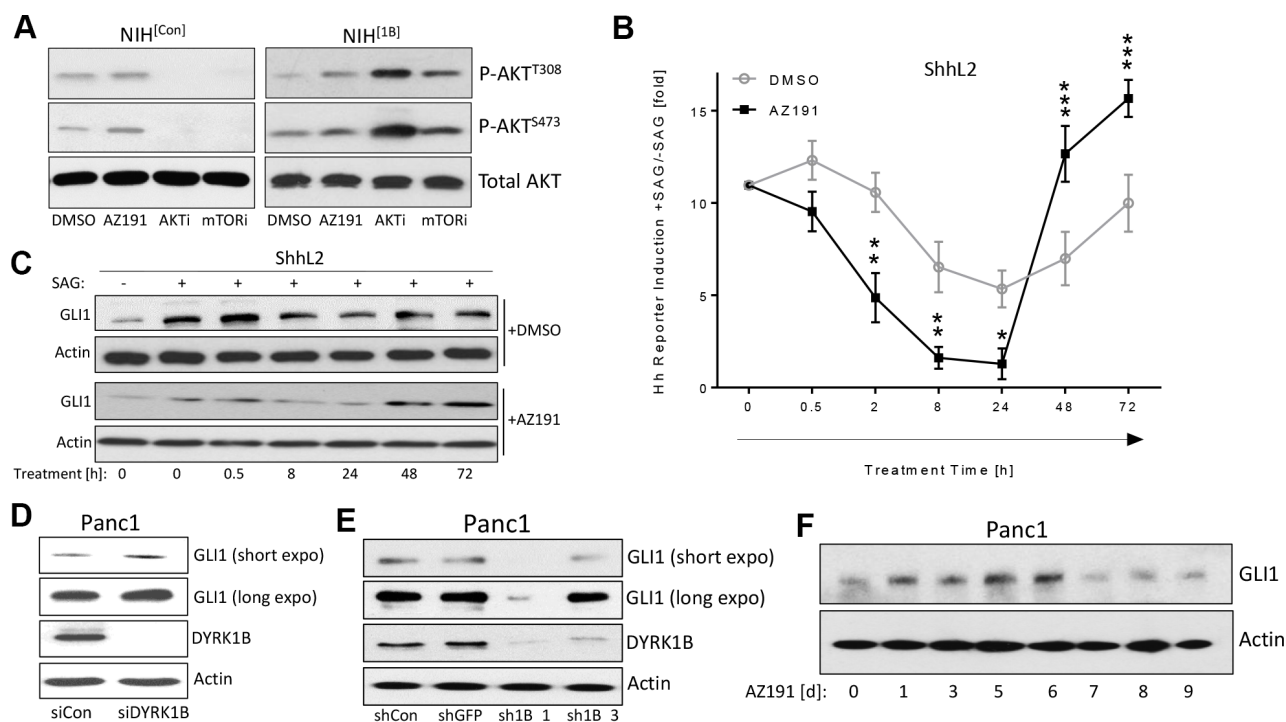 A
NIH[Con]
NIH[1B]
P-AKTT308
P-AKTS473
Total AKT
DMSO AZ191 AKTi mTORi
DMSO AZ191 AKTi mTORi
B
ShhL2
DMSO
AZ191
Hh Reporter Induction +SAG/-SAG [fold]
15
10
5
0
**
**
*
***
***
0 0.5 2 8 24 48 72
Treatment Time [h]
C
ShhL2
SAG: - + + + + + +
GLI1
Actin
+DMSO
GLI1
Actin
+AZ191
Treatment [h]: 0 0 0.5 8 24 48 72
D
Panc1
GLI1 (short expo)
GLI1 (long expo)
DYRK1B
Actin
siCon siDYRK1B
E
Panc1
GLI1 (short expo)
GLI1 (long expo)
DYRK1B
Actin
shCon shGFP sh1B 1 sh1B 3
F
Panc1
GLI1
Actin
AZ191 [d]: 0 1 3 5 6 7 8 9